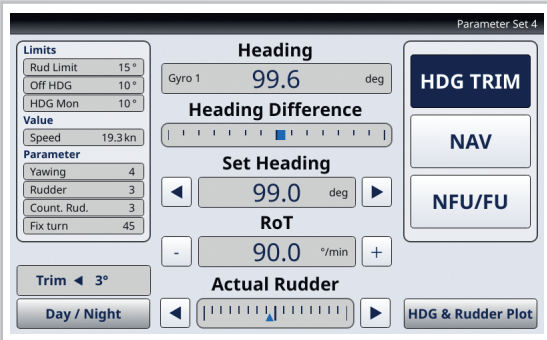 Parameter Set 4
Limits
Rud Limit 15 °
Off HDG 10 °
HDG Mon 10 °
Value
Speed 19.3 kn
Parameter
Yawing 4
Rudder 3
Count. Rud. 3
Fix turn 45
Trim ◀ 3°
Day / Night
Heading
Gyro 1 99.6 deg
Heading Difference
Set Heading
99.0 deg
RoT
- 90.0 °/min +
Actual Rudder
HDG TRIM
NAV
NFU/FU
HDG & Rudder Plot